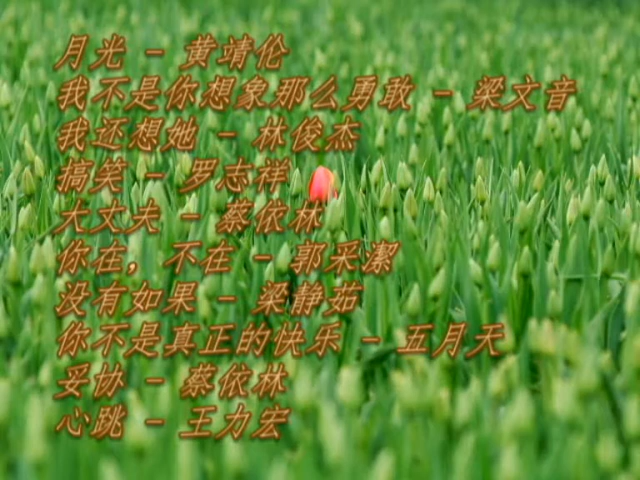 月光 - 黄靖伦
我不是你想象那么勇敢 - 梁文音
我还想她 - 林俊杰
搞笑 - 罗志祥
大丈夫 - 蔡依林
你在，不在 - 郭采潔
没有如果 - 梁静茹
你不是真正的快乐 - 五月天
妥协 - 蔡依林
心跳 - 王力宏